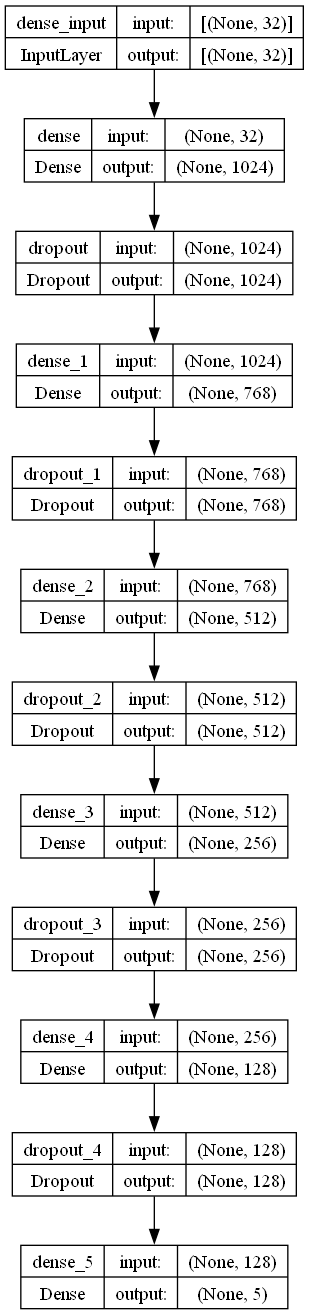 dense_input input: [(None, 32)]
InputLayer output: [(None, 32)]
dense input: (None, 32)
Dense output: (None, 1024)
dropout input: (None, 1024)
Dropout output: (None, 1024)
dense_1 input: (None, 1024)
Dense output: (None, 768)
dropout_1 input: (None, 768)
Dropout output: (None, 768)
dense_2 input: (None, 768)
Dense output: (None, 512)
dropout_2 input: (None, 512)
Dropout output: (None, 512)
dense_3 input: (None, 512)
Dense output: (None, 256)
dropout_3 input: (None, 256)
Dropout output: (None, 256)
dense_4 input: (None, 256)
Dense output: (None, 128)
dropout_4 input: (None, 128)
Dropout output: (None, 128)
dense_5 input: (None, 128)
Dense output: (None, 5)